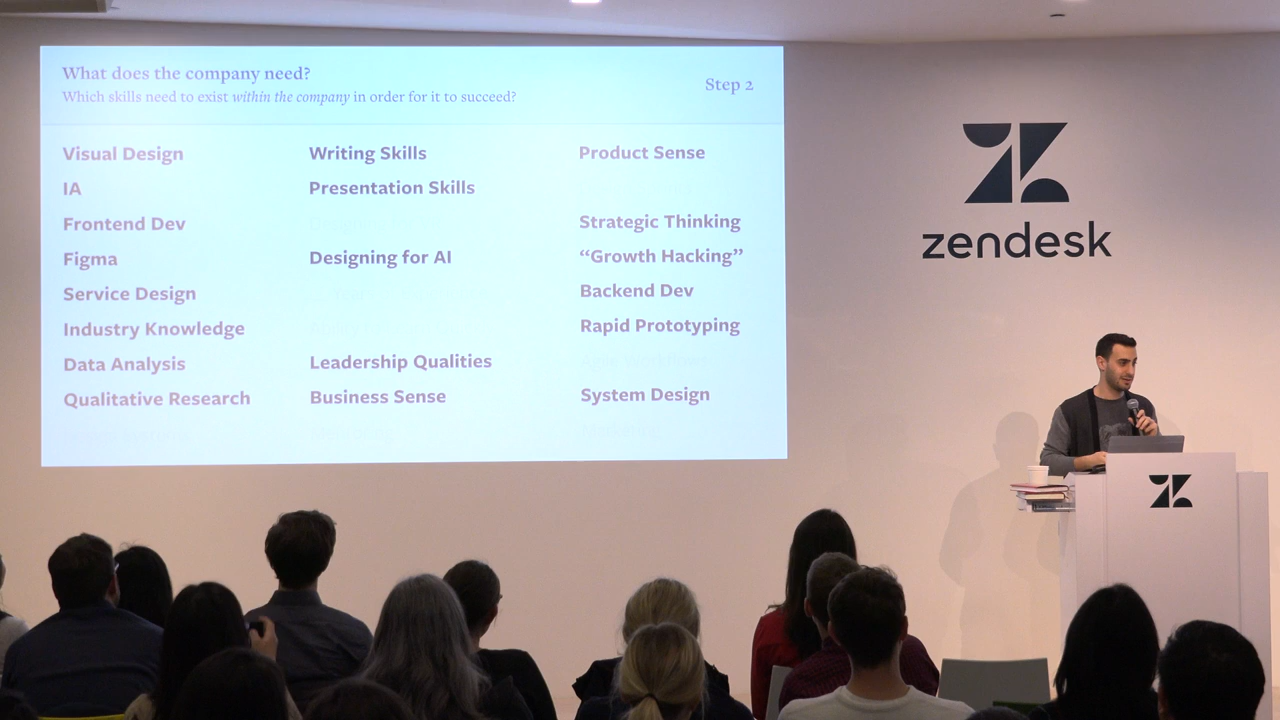 What does the company need?
Which skills need to exist within the company in order for it to succeed?
Step 2
Visual Design
IA
Frontend Dev
Figma
Service Design
Industry Knowledge
Data Analysis
Qualitative Research
Writing Skills
Presentation Skills
Designing for AI
Leadership Qualities
Business Sense
Product Sense
Strategic Thinking
“Growth Hacking”
Backend Dev
Rapid Prototyping
Agile Workflows
System Design
Marketing
zendesk